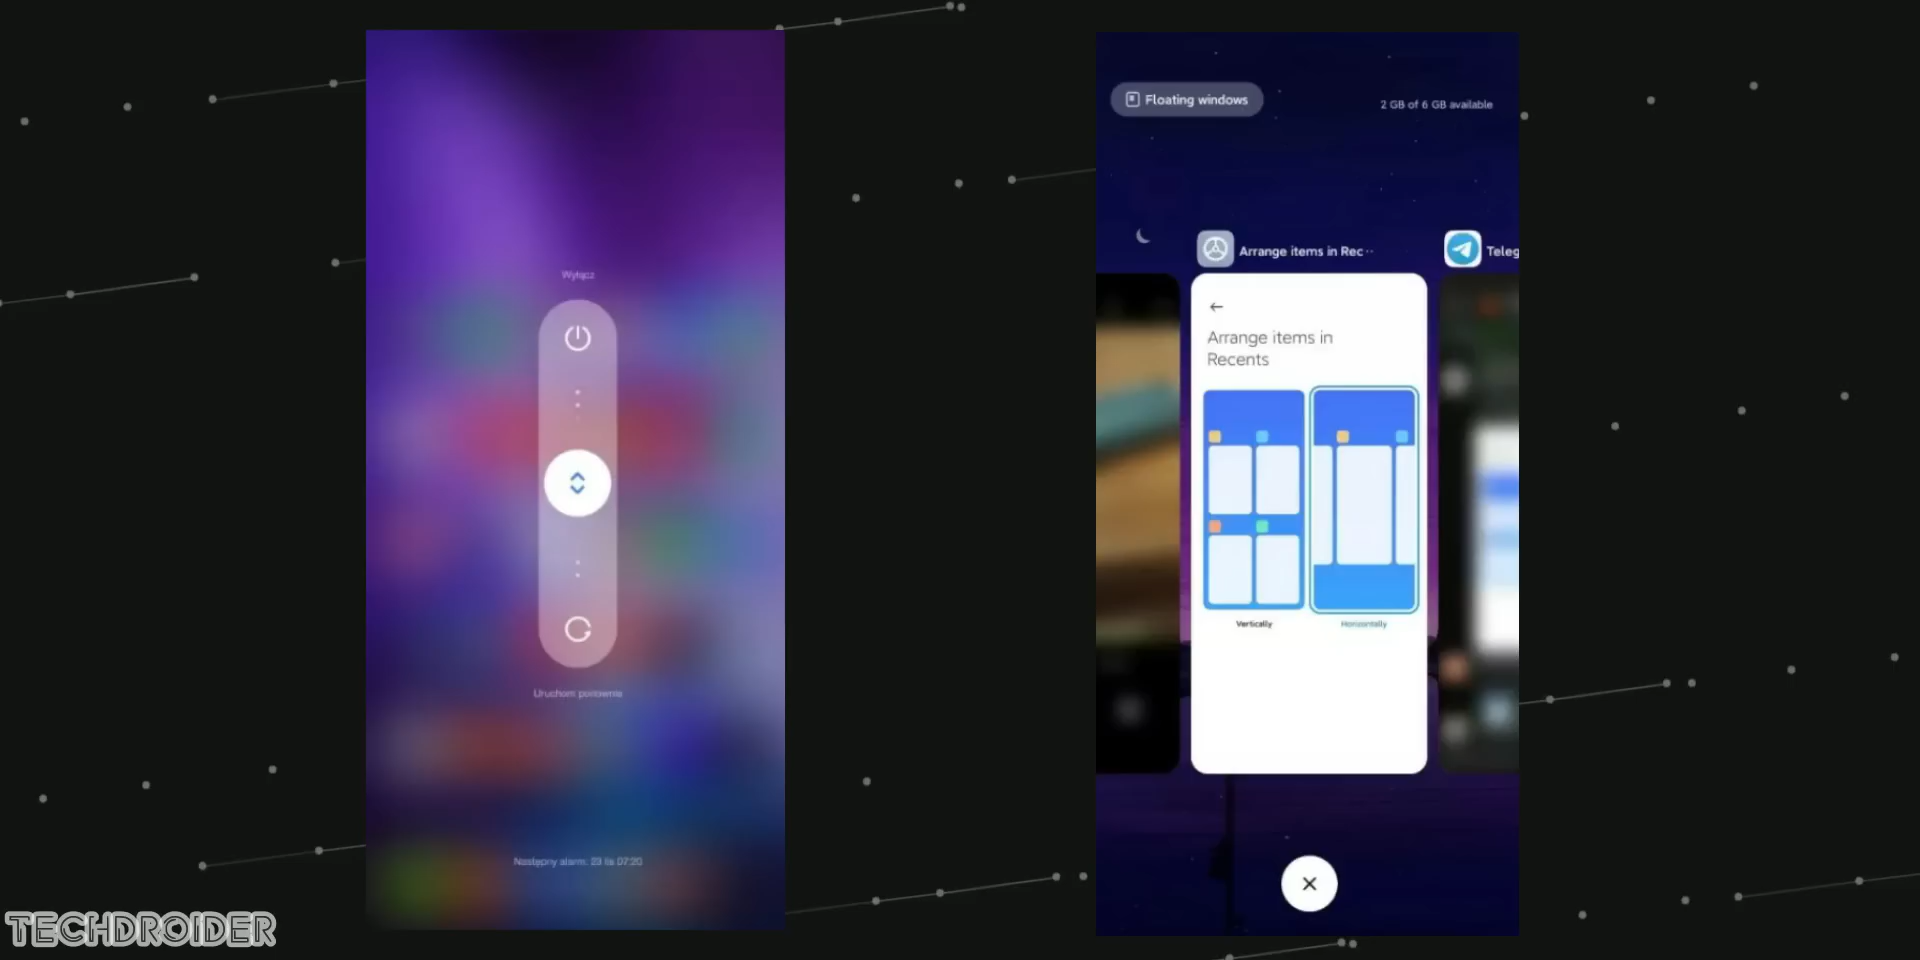 Wyłącz
Uruchom ponownie
Następny alarm: 23 lis 07:20
Floating windows
2 GB of 6 GB available
Arrange items in Rec··
Teleg
←
Arrange items in
Recents
Vertically
Horizontally
TECHDROIDER